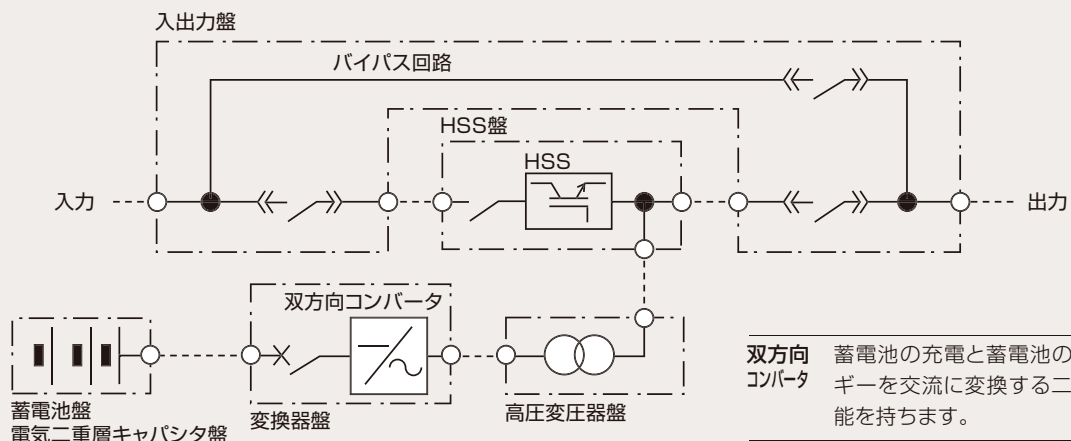 入出力盤
バイパス回路
HSS盤
HSS
入力
出力
双方向コンバータ
蓄電池盤
電気二重層キャパシタ盤
変換器盤
高圧変圧器盤
双方向
コンバータ
蓄電池の充電と蓄電池の
ギーを交流に変換する二
能を持ちます。